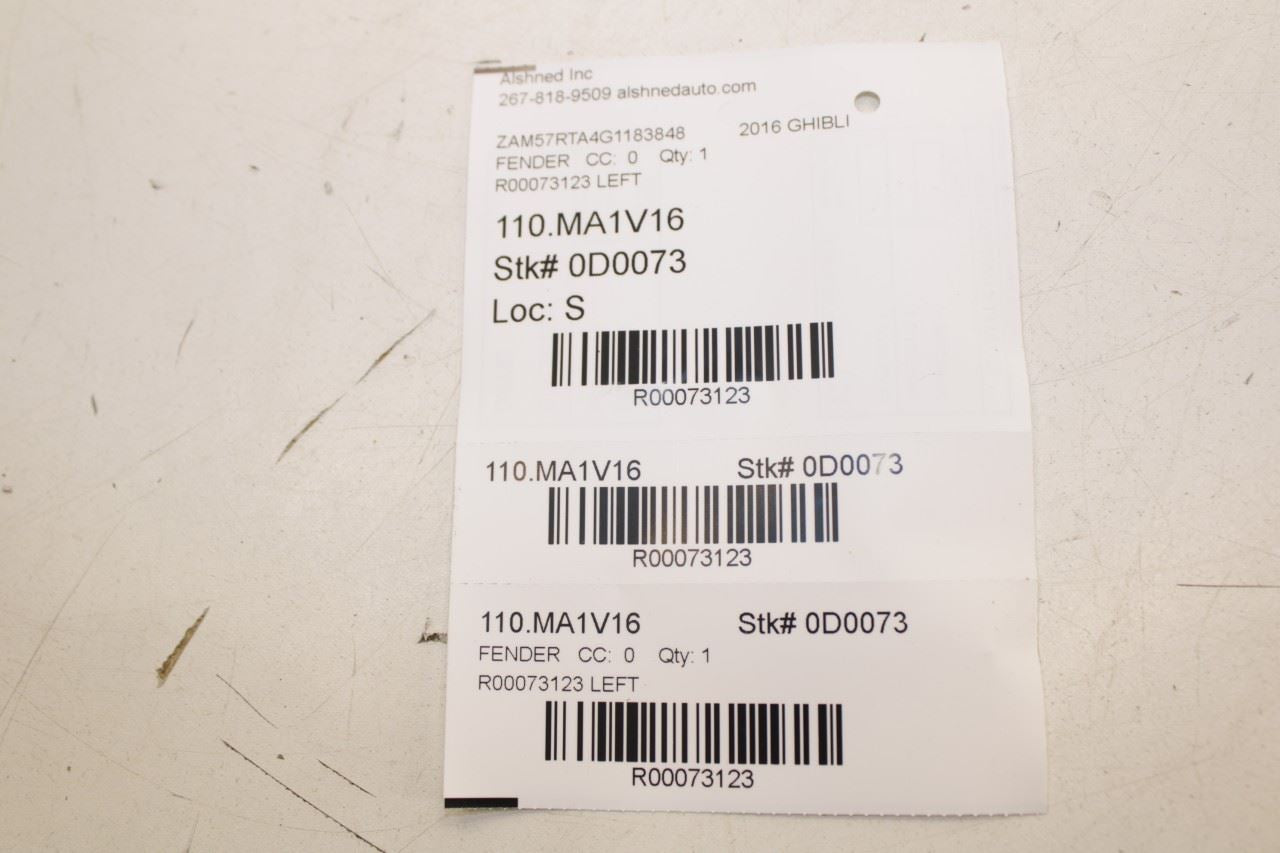 Alshned Inc
267-818-9509 alshnedauto.com
ZAM57RTA4G1183848 2016 GHIBLI
FENDER CC: 0 Qty: 1
R00073123 LEFT
110.MA1V16
Stk# 0D0073
Loc: S
R00073123
110.MA1V16 Stk# 0D0073
R00073123
110.MA1V16 Stk# 0D0073
FENDER CC: 0 Qty: 1
R00073123 LEFT
R00073123